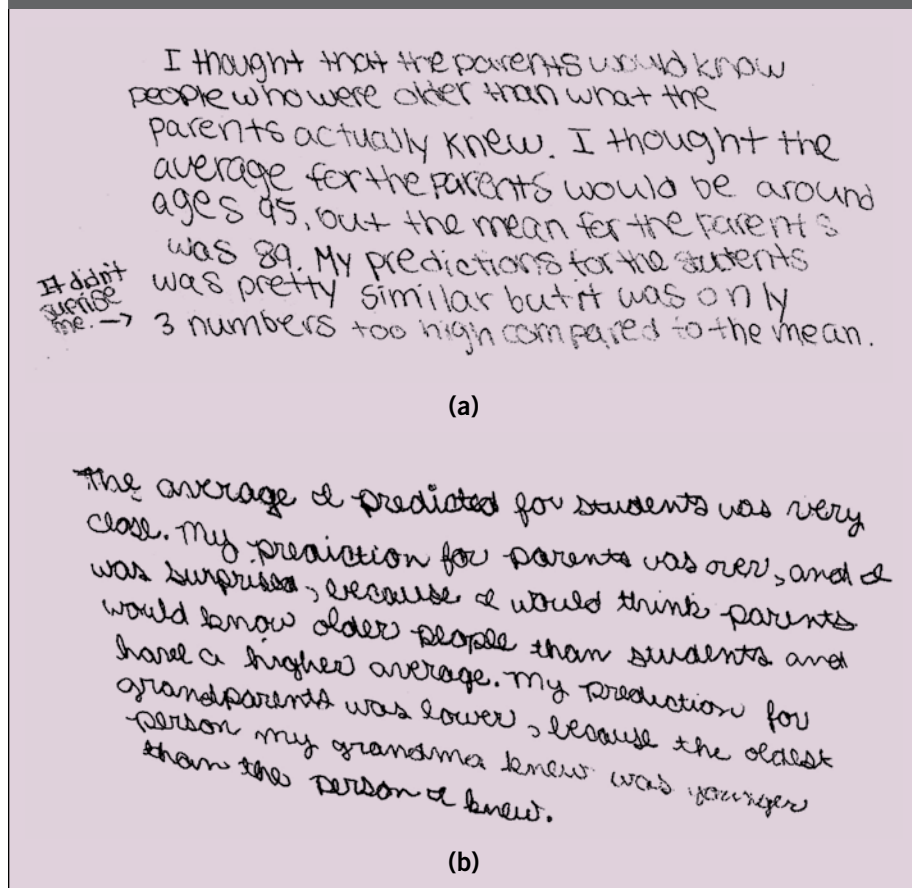 I thought that the parents would know
people who were older than what the
parents actually knew. I thought the
average for the parents would be around
ages 95, but the mean for the parents
was 89. My predictions for the students
It didn't
suprise
me. →
was pretty similar but it was only
3 numbers too high compared to the mean.
(a)
The average I predicted for students was very
close. My prediction for parents was over, and I
was surprised, because I would think parents
would know older people than students and
have a higher average. My prediction for
grandparents was lower, because the oldest
person my grandma knew was younger
than the person I knew.
(b)